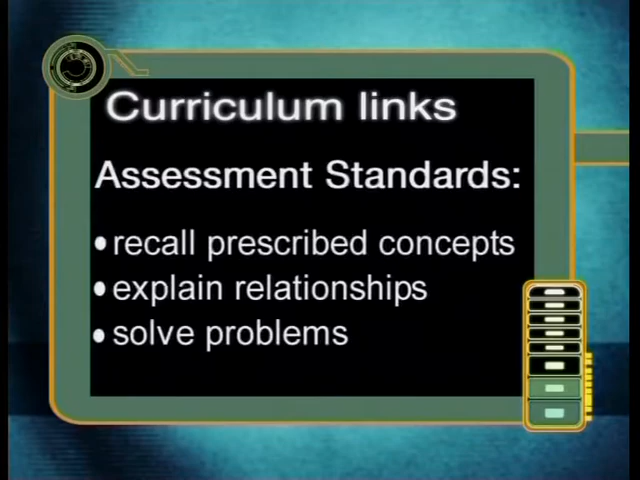 Curriculum links
Assessment Standards:
• recall prescribed concepts
• explain relationships
• solve problems